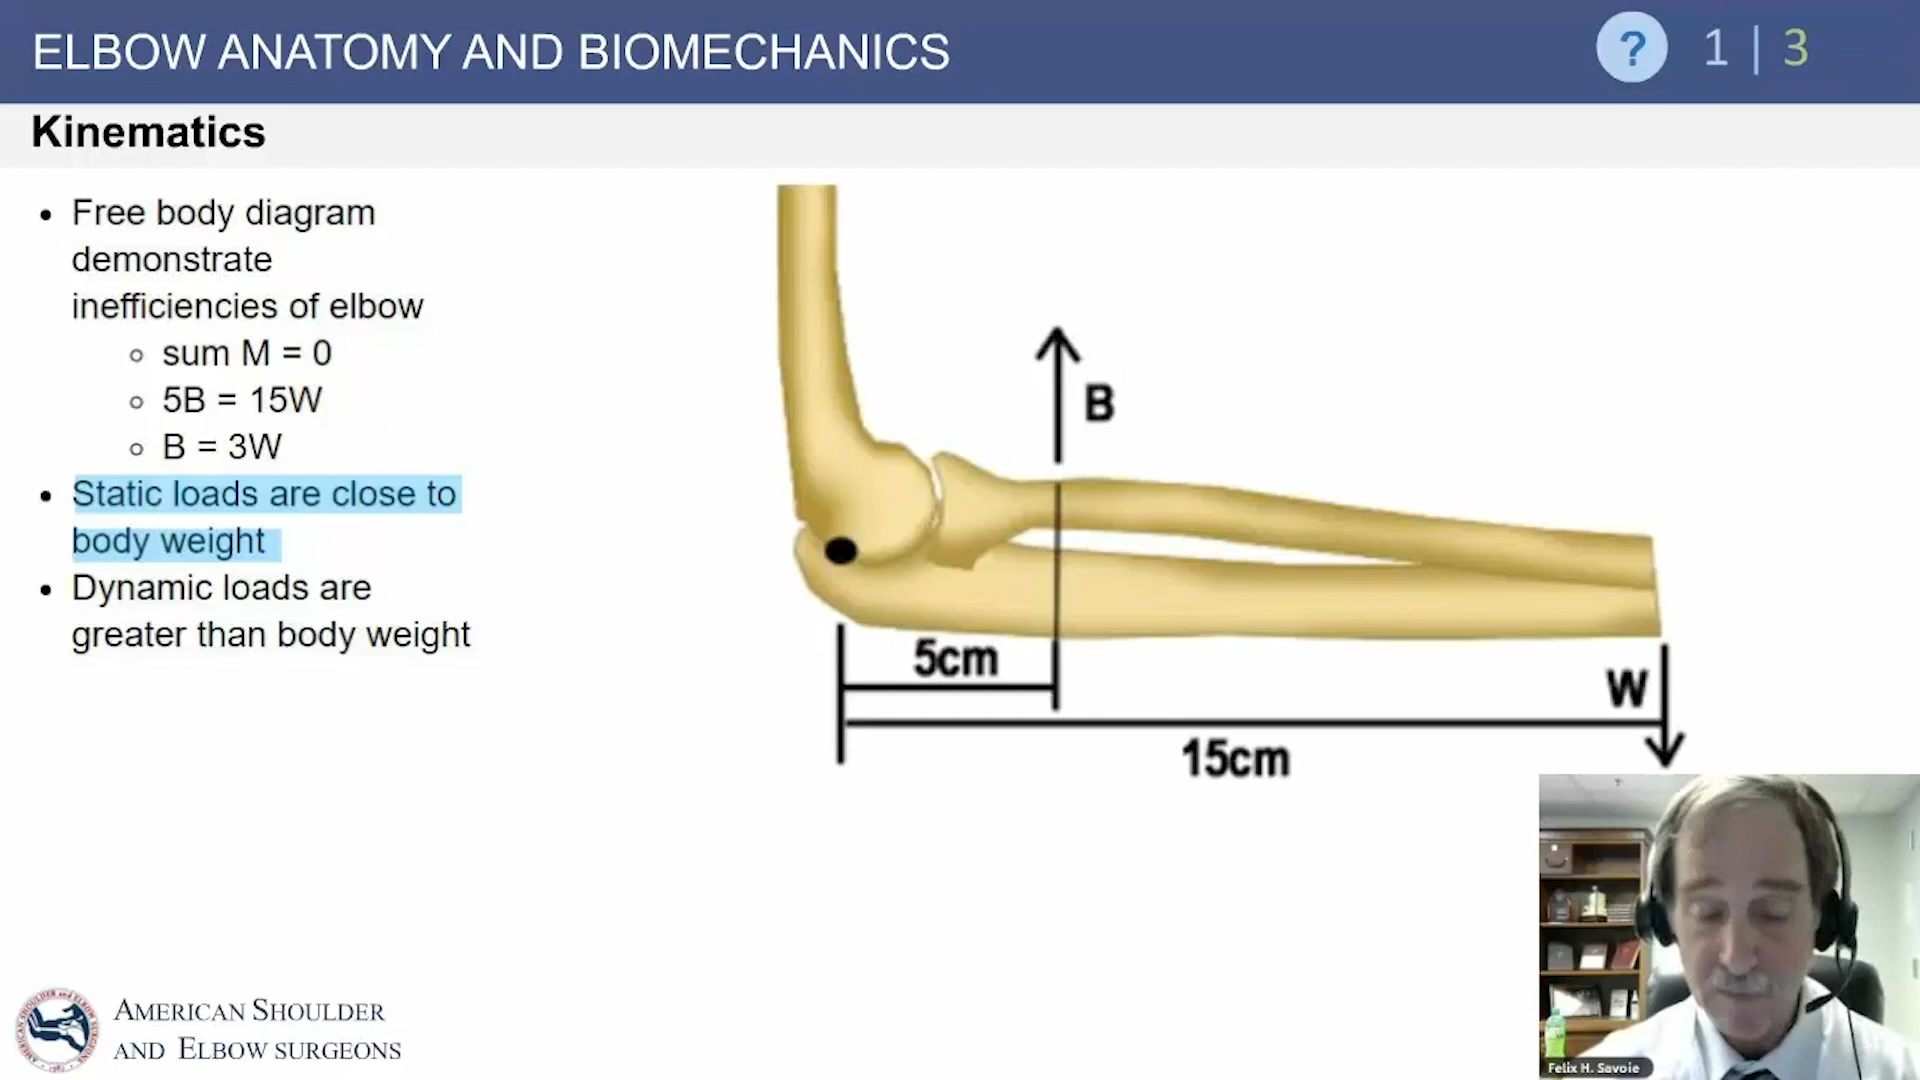 ELBOW ANATOMY AND BIOMECHANICS
? 1 | 3
Kinematics
• Free body diagram
demonstrate
inefficiencies of elbow
○ sum M = 0
○ 5B = 15W
○ B = 3W
• Static loads are close to
body weight
• Dynamic loads are
greater than body weight
B
5cm
W
15cm
AMERICAN SHOULDER
AND ELBOW SURGEONS
Felix H. Savoie